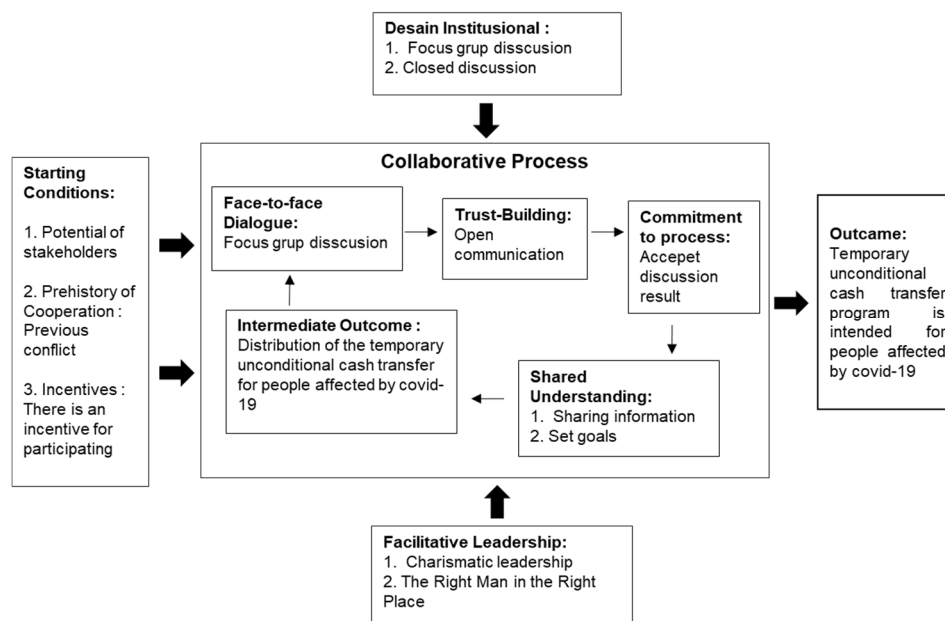 Desain Institusional :
1. Focus grup disscusion
2. Closed discussion
Collaborative Process
Starting
Conditions:
1. Potential of
stakeholders
2. Prehistory of
Cooperation :
Previous
conflict
3. Incentives :
There is an
incentive for
participating
Face-to-face
Dialogue:
Focus grup disscusion
Trust-Building:
Open
communication
Commitment
to process:
Accepet
discussion
result
Intermediate Outcome :
Distribution of the temporary
unconditional cash transfer
for people affected by covid-
19
Shared
Understanding:
1. Sharing information
2. Set goals
Outcome:
Temporary
unconditional
cash transfer
program is
intended for
people affected
by covid-19
Facilitative Leadership:
1. Charismatic leadership
2. The Right Man in the Right
Place